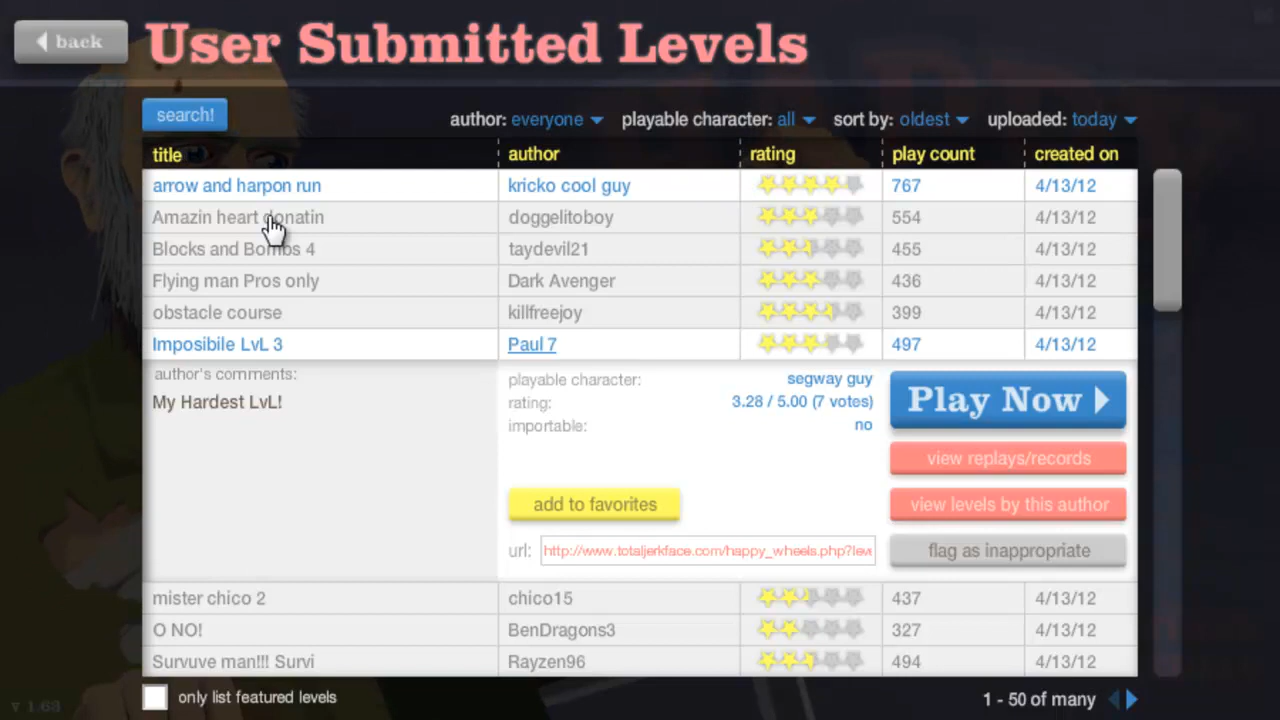 back
User Submitted Levels
search!
author: everyone playable character: all sort by: oldest uploaded: today
title author rating play count created on
arrow and harpon run kricko cool guy 767 4/13/12
Amazin heart donatin doggelitoboy 554 4/13/12
Blocks and Bombs 4 taydevil21 455 4/13/12
Flying man Pros only Dark Avenger 436 4/13/12
obstacle course killfreejoy 399 4/13/12
Imposibile LvL 3 Paul 7 497 4/13/12
author's comments:
My Hardest LvL!
playable character: segway guy
rating: 3.28 / 5.00 (7 votes)
importable: no
Play Now
view replays/records
add to favorites
view levels by this author
url: http://www.totaljerkface.com/happy_wheels.php?lev
flag as inappropriate
mister chico 2 chico15 437 4/13/12
O NO! BenDragons3 327 4/13/12
Survuve man!!! Survi Rayzen96 494 4/13/12
only list featured levels
1 - 50 of many
v 1.63